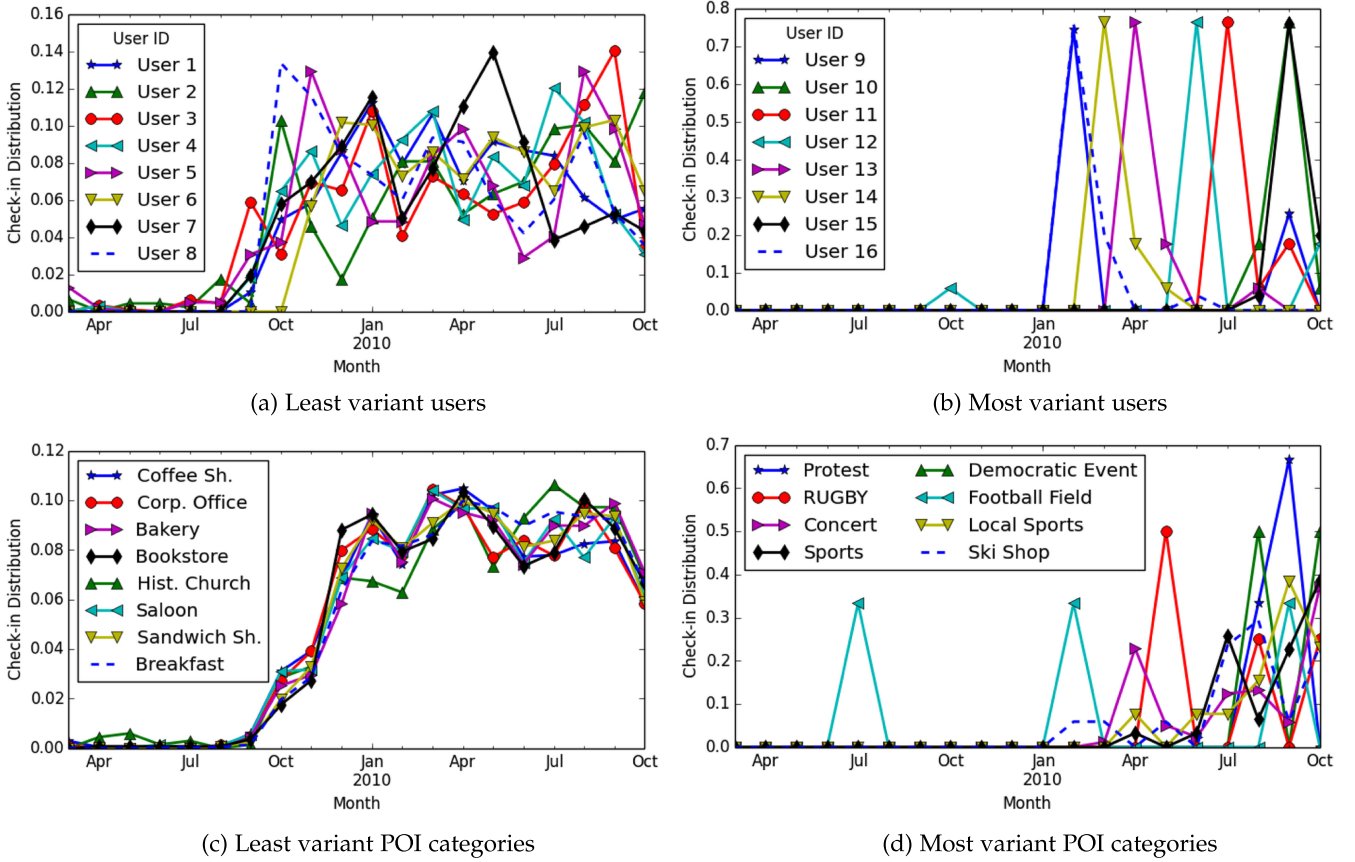 0.16
0.14
0.12
0.10
0.08
0.06
0.04
0.02
0.00
Check-in Distribution
User ID
User 1
User 2
User 3
User 4
User 5
User 6
User 7
User 8
Apr Jul Oct Jan Apr Jul Oct
2010
Month
(a) Least variant users
0.8
0.7
0.6
0.5
0.4
0.3
0.2
0.1
0.0
Check-in Distribution
User ID
User 9
User 10
User 11
User 12
User 13
User 14
User 15
User 16
Apr Jul Oct Jan Apr Jul Oct
2010
Month
(b) Most variant users
0.12
0.10
0.08
0.06
0.04
0.02
0.00
Check-in Distribution
Coffee Sh.
Corp. Office
Bakery
Bookstore
Hist. Church
Saloon
Sandwich Sh.
Breakfast
Apr Jul Oct Jan Apr Jul Oct
2010
Month
(c) Least variant POI categories
0.7
0.6
0.5
0.4
0.3
0.2
0.1
0.0
Check-in Distribution
Protest Democratic Event
RUGBY Football Field
Concert Local Sports
Sports Ski Shop
Apr Jul Oct Jan Apr Jul Oct
2010
Month
(d) Most variant POI categories